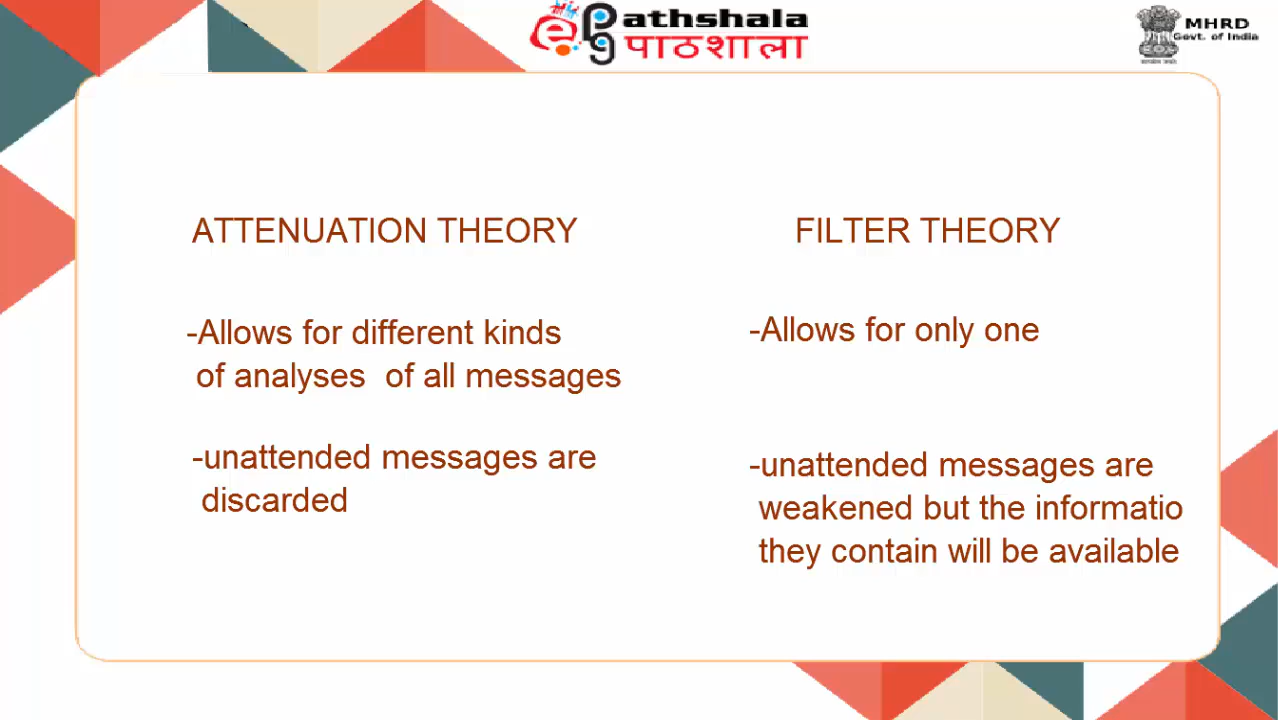 athshala
पाठशाला
MHRD
Govt. of India
ATTENUATION THEORY
FILTER THEORY
-Allows for different kinds
of analyses of all messages
-Allows for only one
-unattended messages are
discarded
-unattended messages are
weakened but the informatio
they contain will be available